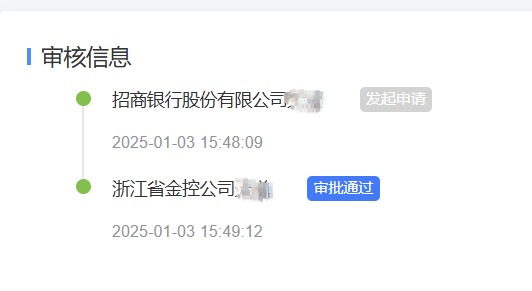 审核信息
招商银行股份有限公司
发起申请
2025-01-03 15:48:09
浙江省金控公司
审批通过
2025-01-03 15:49:12